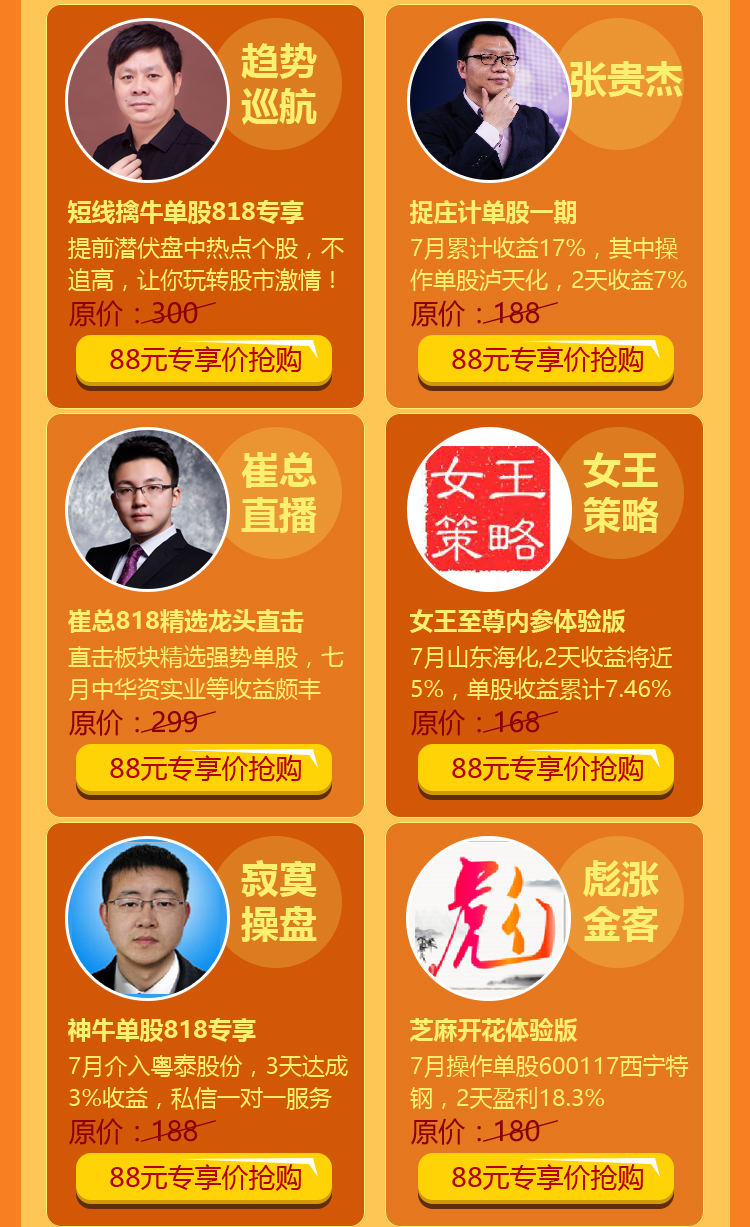 趋势
巡航
短线擒牛单股818专享
提前潜伏盘中热点个股，不
追高，让你玩转股市激情！
原价：300
88元专享价抢购
张贵杰
捉庄计单股一期
7月累计收益17%，其中操
作单股泸天化，2天收益7%
原价：188
88元专享价抢购
崔总
直播
崔总818精选龙头直击
直击板块精选强势单股，七
月中华资实业等收益颇丰
原价：299
88元专享价抢购
女王
策略
女王
策略
女王至尊内参体验版
7月山东海化,2天收益将近
5%，单股收益累计7.46%
原价：168
88元专享价抢购
寂寞
操盘
神牛单股818专享
7月介入粤泰股份，3天达成
3%收益，私信一对一服务
原价：188
88元专享价抢购
彪
彪涨
金客
芝麻开花体验版
7月操作单股600117西宁特
钢，2天盈利18.3%
原价：180
88元专享价抢购